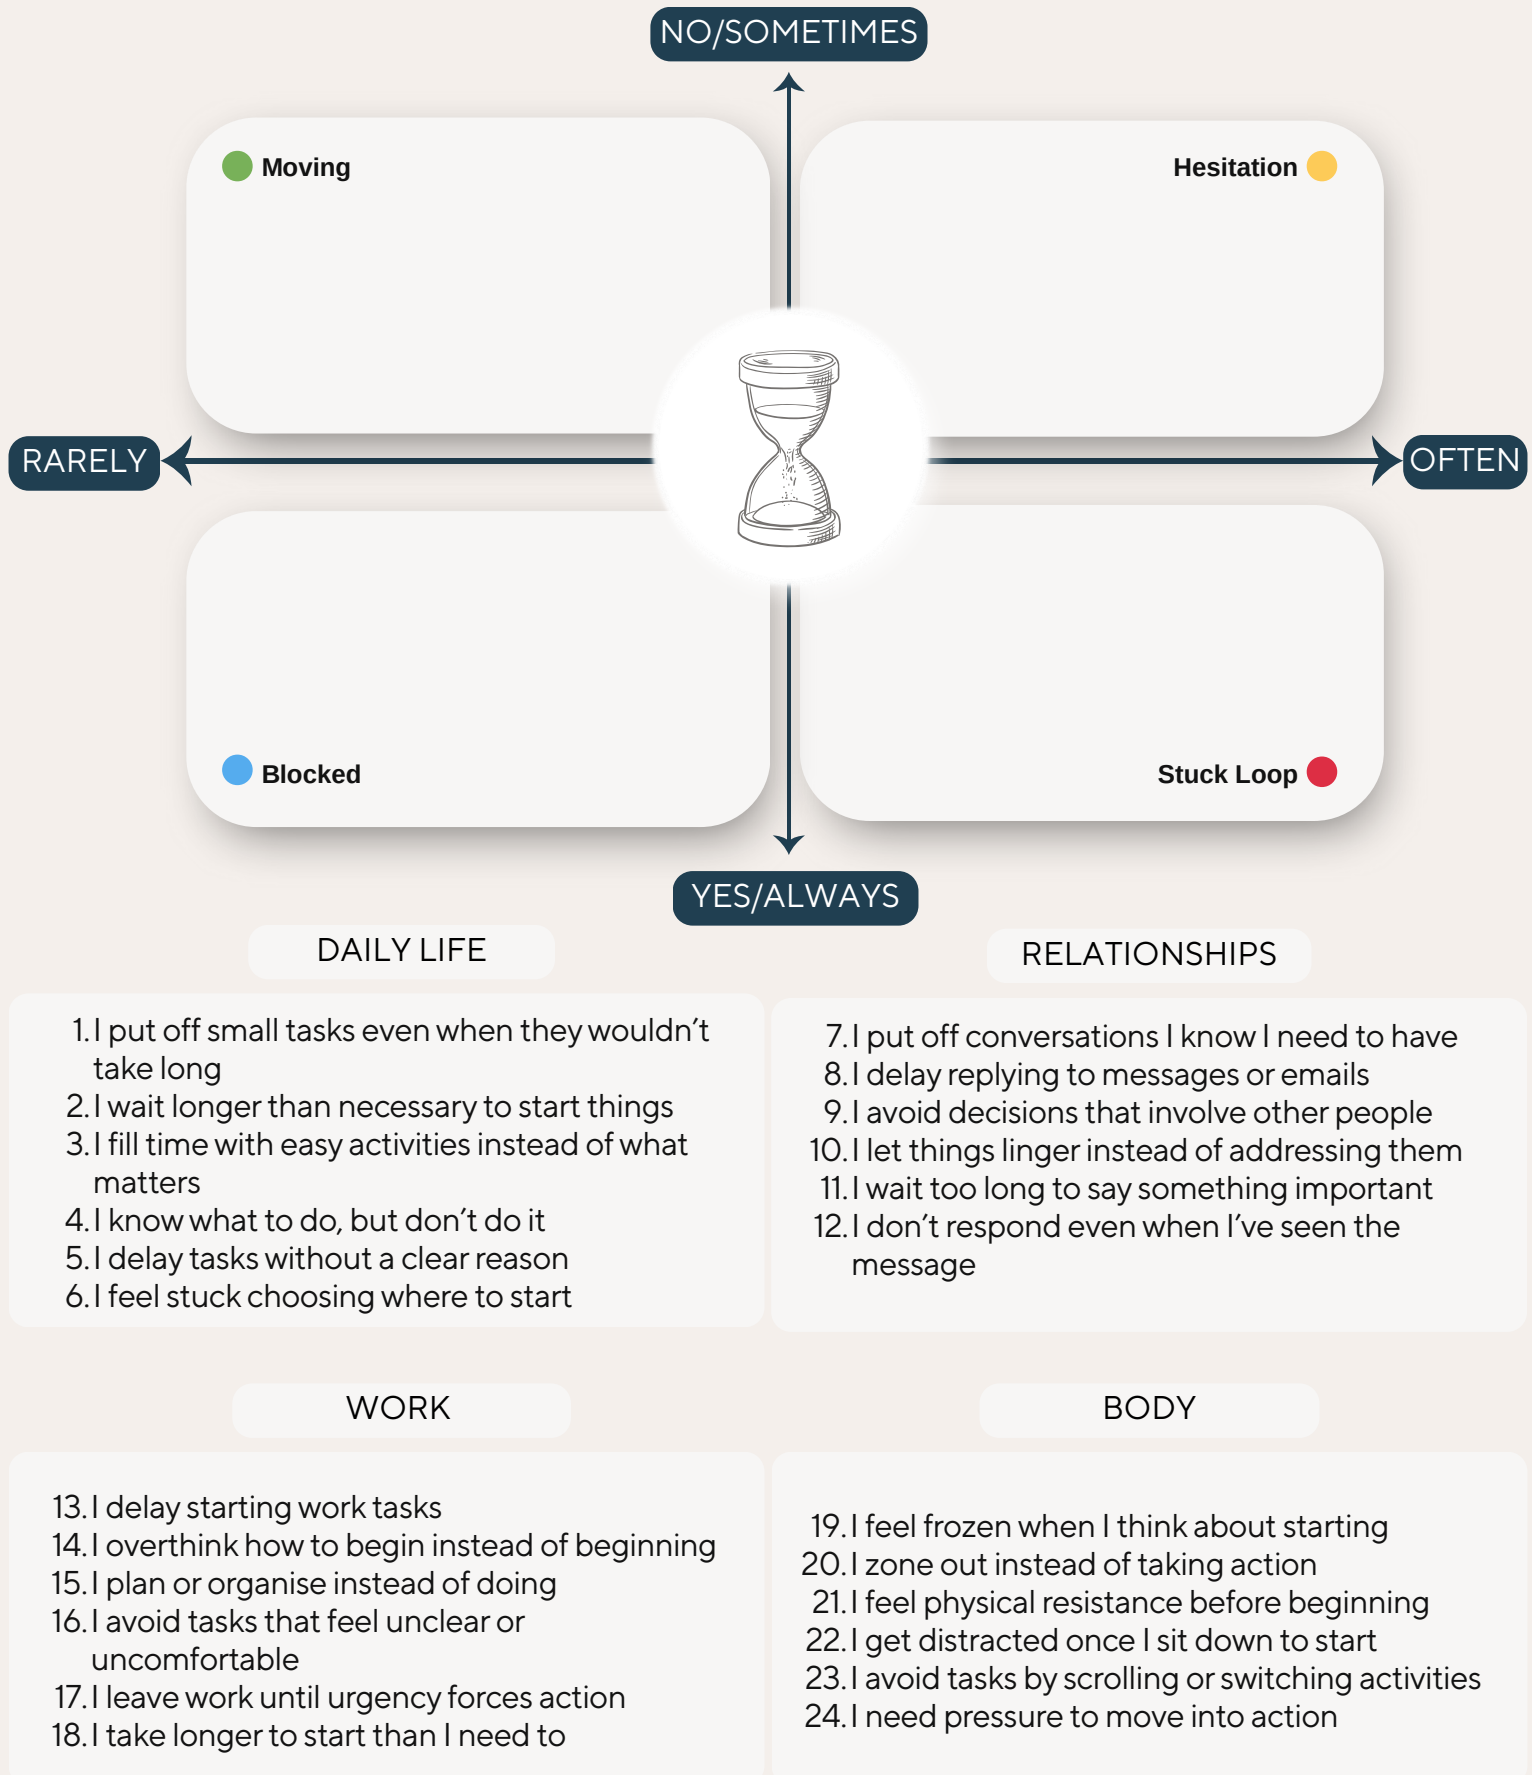 NO/SOMETIMES
Moving
Hesitation
RARELY
OFTEN
Blocked
Stuck Loop
YES/ALWAYS
DAILY LIFE
1. I put off small tasks even when they wouldn't
take long
2. I wait longer than necessary to start things
3. I fill time with easy activities instead of what
matters
4. I know what to do, but don't do it
5. I delay tasks without a clear reason
6. I feel stuck choosing where to start
RELATIONSHIPS
7. I put off conversations I know I need to have
8. I delay replying to messages or emails
9. I avoid decisions that involve other people
10. I let things linger instead of addressing them
11. I wait too long to say something important
12. I don't respond even when I've seen the
message
WORK
13. I delay starting work tasks
14. I overthink how to begin instead of beginning
15. I plan or organise instead of doing
16. I avoid tasks that feel unclear or
uncomfortable
17. I leave work until urgency forces action
18. I take longer to start than I need to
BODY
19. I feel frozen when I think about starting
20. I zone out instead of taking action
21. I feel physical resistance before beginning
22. I get distracted once I sit down to start
23. I avoid tasks by scrolling or switching activities
24. I need pressure to move into action